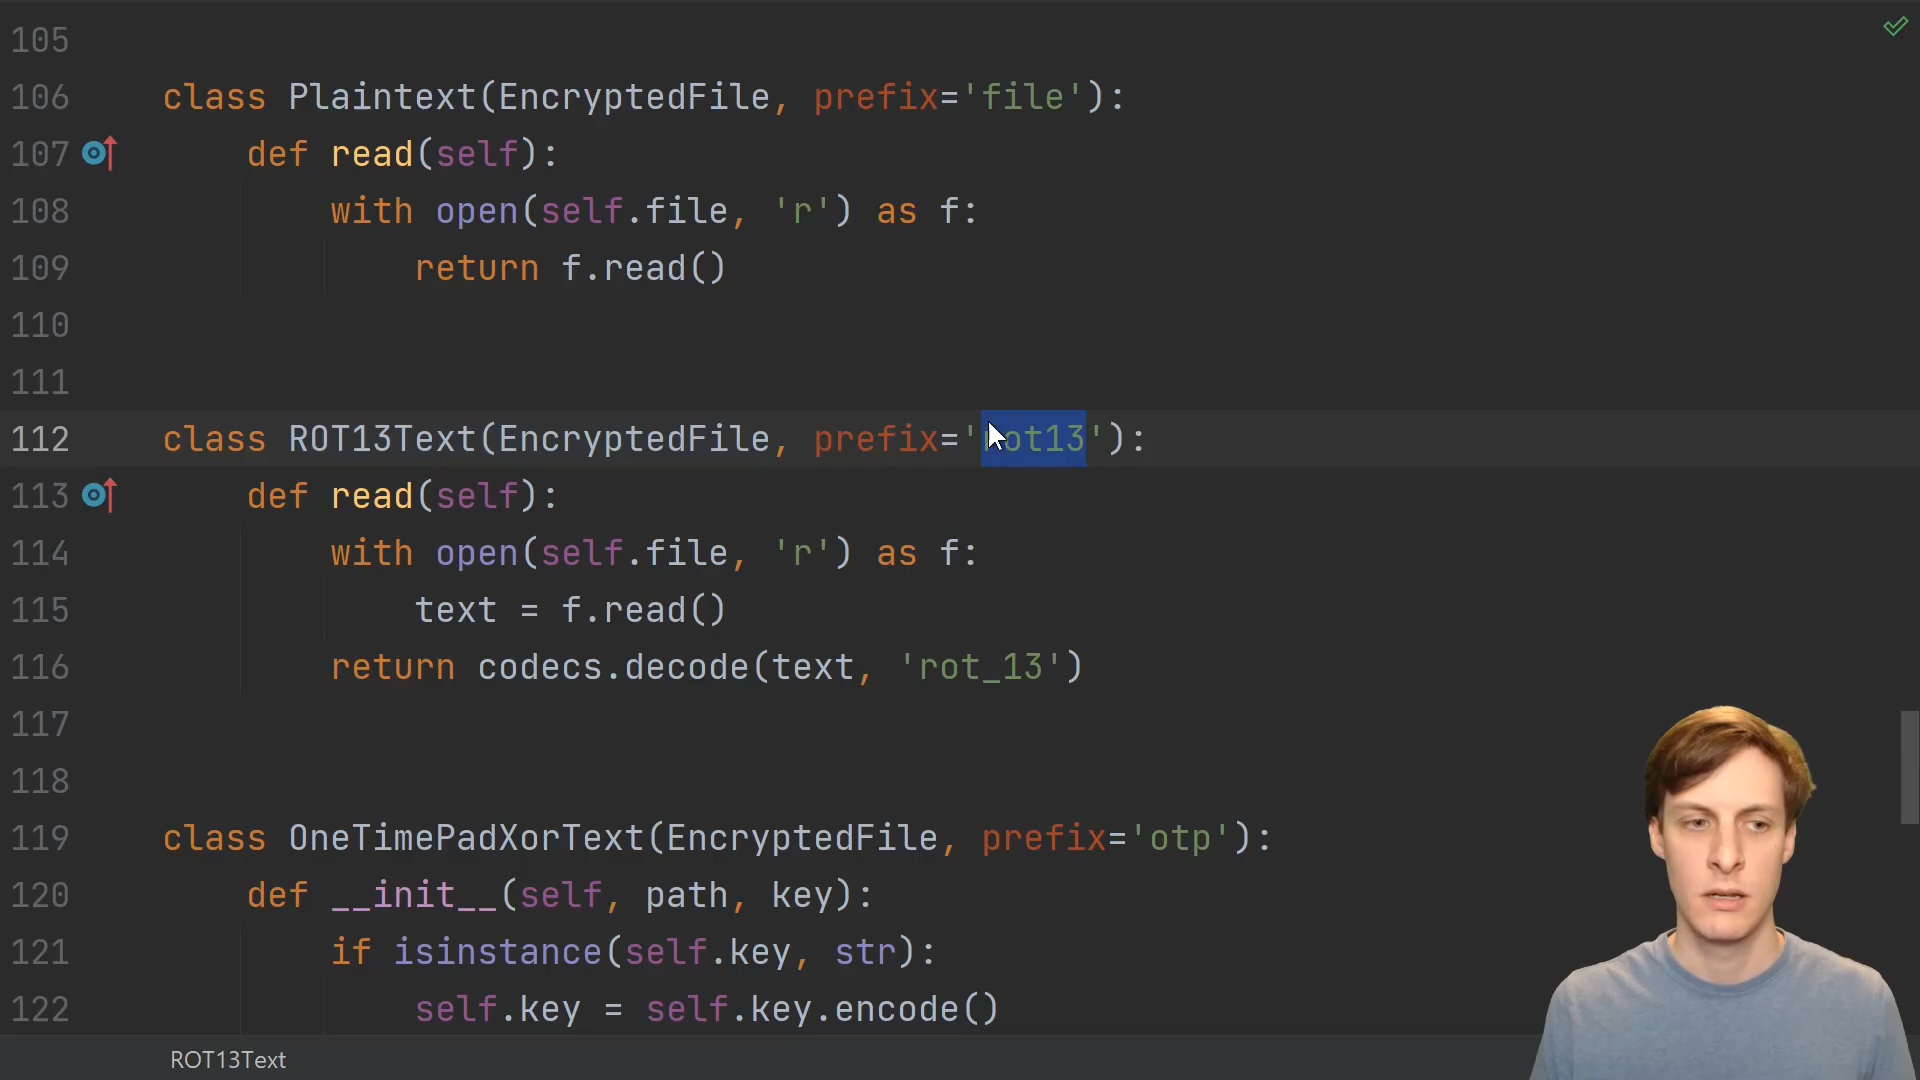 105
106 class Plaintext(EncryptedFile, prefix='file'):
107 def read(self):
108 with open(self.file, 'r') as f:
109 return f.read()
110
111
112 class ROT13Text(EncryptedFile, prefix='rot13'):
113 def read(self):
114 with open(self.file, 'r') as f:
115 text = f.read()
116 return codecs.decode(text, 'rot_13')
117
118
119 class OneTimePadXorText(EncryptedFile, prefix='otp'):
120 def __init__(self, path, key):
121 if isinstance(self.key, str):
122 self.key = self.key.encode()
ROT13Text